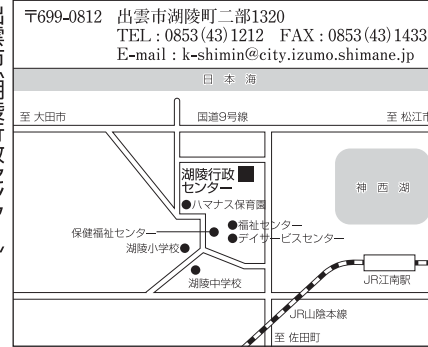 〒699-0812 出雲市湖陵町二部1320
TEL：0853(43)1212 FAX：0853(43)1433
E-mail：k-shimin@city.izumo.shimane.jp
日本海
至 大田市
国道9号線
至 松江市
湖陵行政
センター
神西湖
ハマナス保育園
保健福祉センター
福祉センター
デイサービスセンター
湖陵小学校
湖陵中学校
JR江南駅
JR山陰本線
至 佐田町